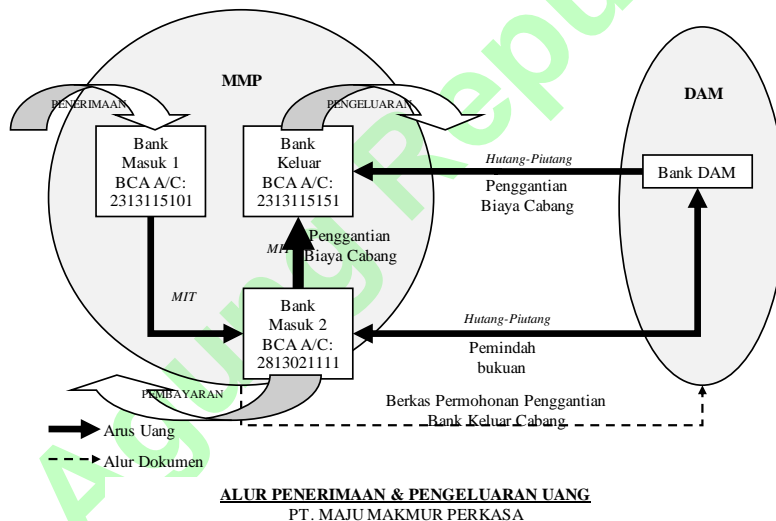 MMP
DAM
PENERIMAAN
PENGELUARAN
Bank
Masuk 1
BCA A/C:
2313115101
Bank
Keluar
BCA A/C:
2313115151
Hutang-Piutang
Penggantian
Biaya Cabang
Bank DAM
MIT
Penggantian
Biaya Cabang
MIT
Bank
Masuk 2
BCA A/C:
2813021111
Hutang-Piutang
Pemindah
bukuan
PEMBAYARAN
Berkas Permohonan Penggantian
Bank Keluar Cabang
Arus Uang
Alur Dokumen
ALUR PENERIMAAN & PENGELUARAN UANG
PT. MAJU MAKMUR PERKASA
Agung Repu